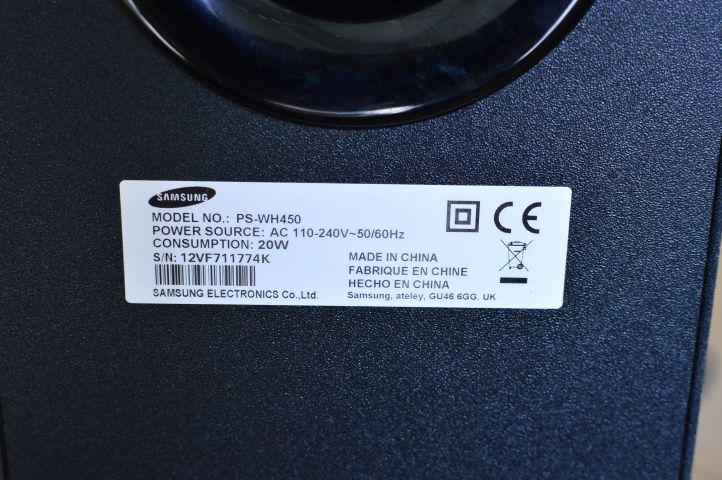 SAMSUNG
MODEL NO.: PS-WH450
POWER SOURCE: AC 110-240V~50/60Hz
CONSUMPTION: 20W
S/N: 12VF711774K
SAMSUNG ELECTRONICS Co.,Ltd.
CE
MADE IN CHINA
FABRIQUE EN CHINE
HECHO EN CHINA
Samsung, ateley, GU46 6GG. UK